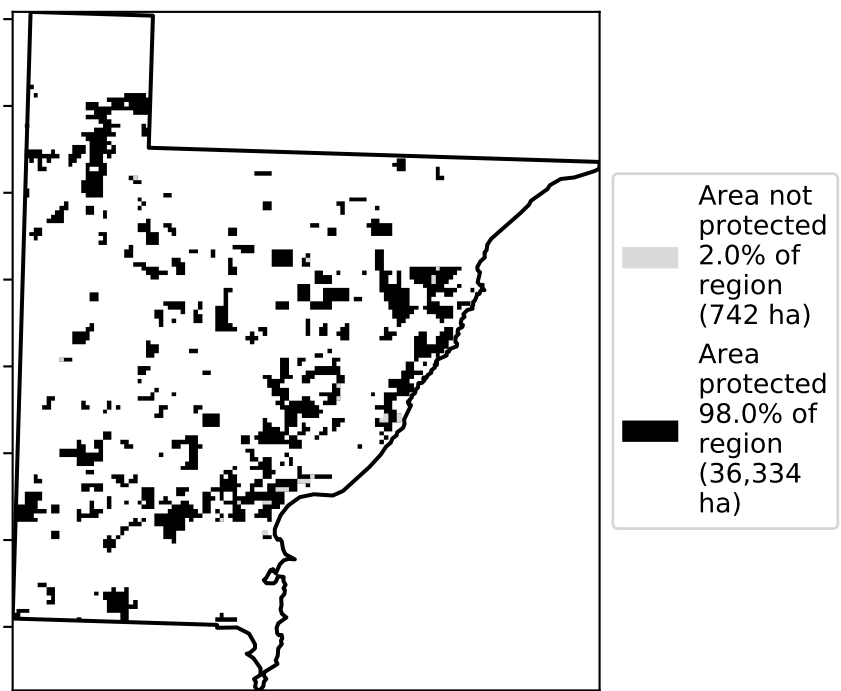 Area not
protected
2.0% of
region
(742 ha)
Area
protected
98.0% of
region
(36,334
ha)